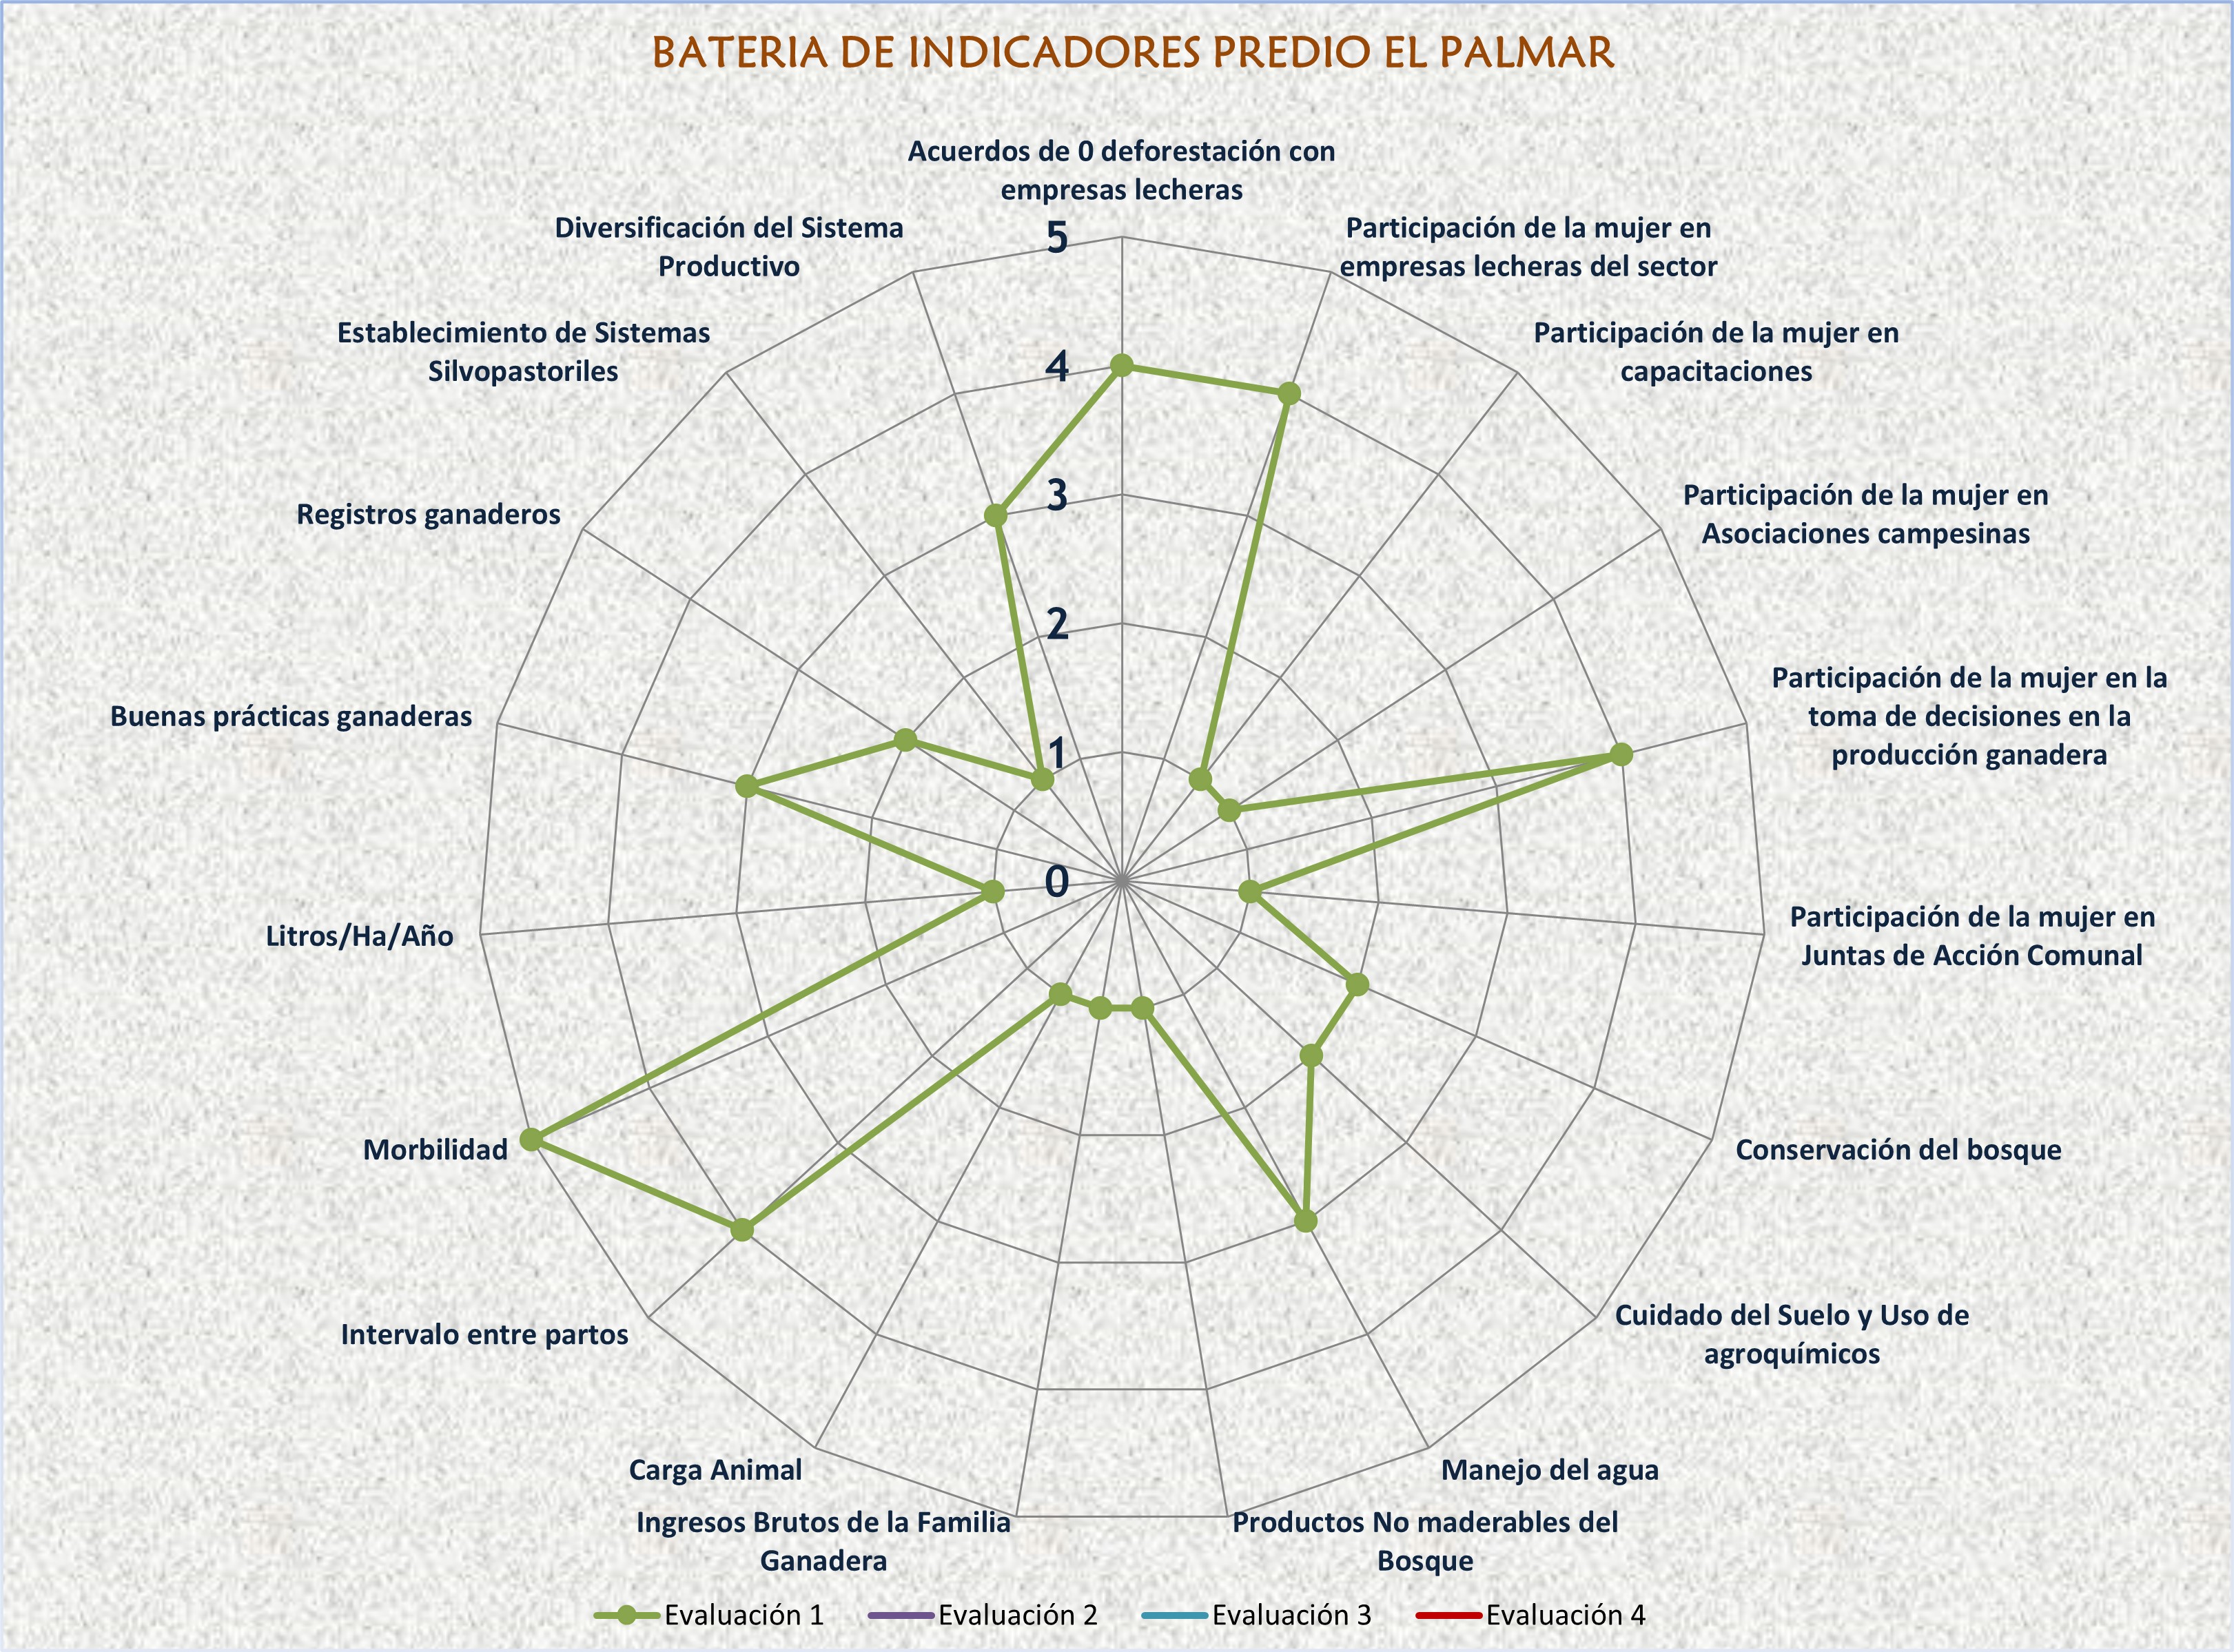 BATERIA DE INDICADORES PREDIO EL PALMAR
Acuerdos de 0 deforestación con
empresas lecheras
Participación de la mujer en
empresas lecheras del sector
Participación de la mujer en
capacitaciones
Participación de la mujer en
Asociaciones campesinas
Participación de la mujer en la
toma de decisiones en la
producción ganadera
Participación de la mujer en
Juntas de Acción Comunal
Conservación del bosque
Cuidado del Suelo y Uso de
agroquímicos
Manejo del agua
Productos No maderables del
Bosque
Ingresos Brutos de la Familia
Ganadera
Carga Animal
Intervalo entre partos
Morbilidad
Litros/Ha/Año
Buenas prácticas ganaderas
Registros ganaderos
Establecimiento de Sistemas
Silvopastoriles
Diversificación del Sistema
Productivo
5
4
3
2
1
0
Evaluación 1
Evaluación 2
Evaluación 3
Evaluación 4